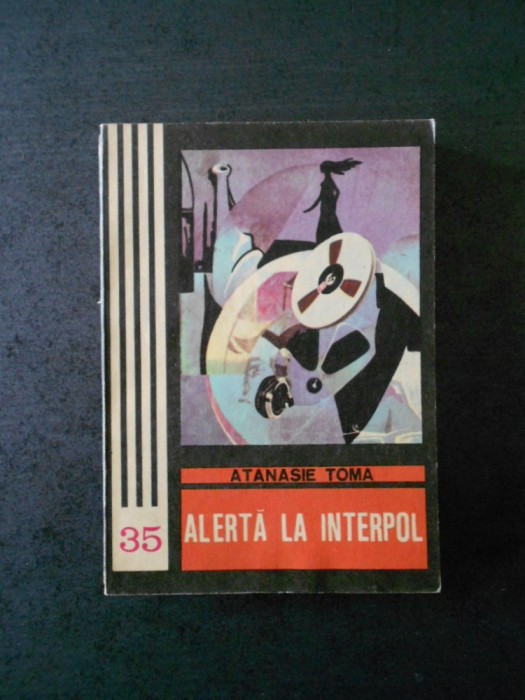 ATANASIE TOMA
35
ALERTĂ LA INTERPOL